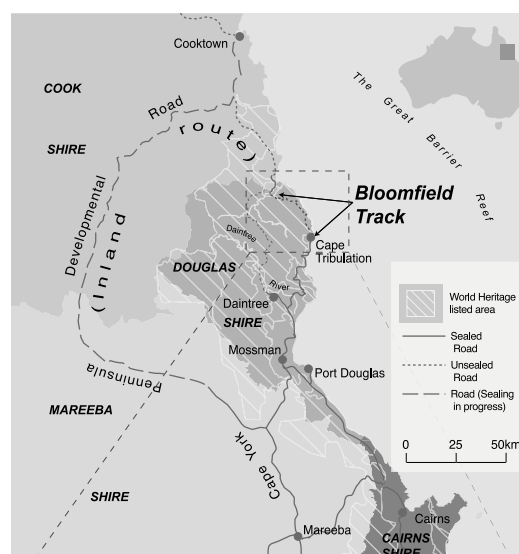 Cooktown
COOK
SHIRE
The Great Barrier Reef
Peninsula Developmental Road
(Inland route)
Bloomfield
Track
Cape
Tribulation
Daintree
River
DOUGLAS
SHIRE
Daintree
Mossman
Port Douglas
MAREEBA
SHIRE
Cape York
Mareeba
Cairns
CAIRNS
SHIRE
World Heritage
listed area
Sealed
Road
Unsealed
Road
Road (Sealing
in progress)
0 25 50km